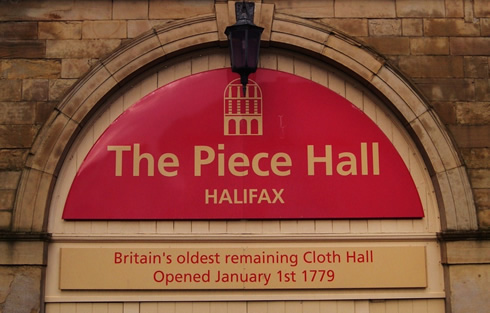 The Piece Hall
HALIFAX
Britain's oldest remaining Cloth Hall
Opened January 1st 1779